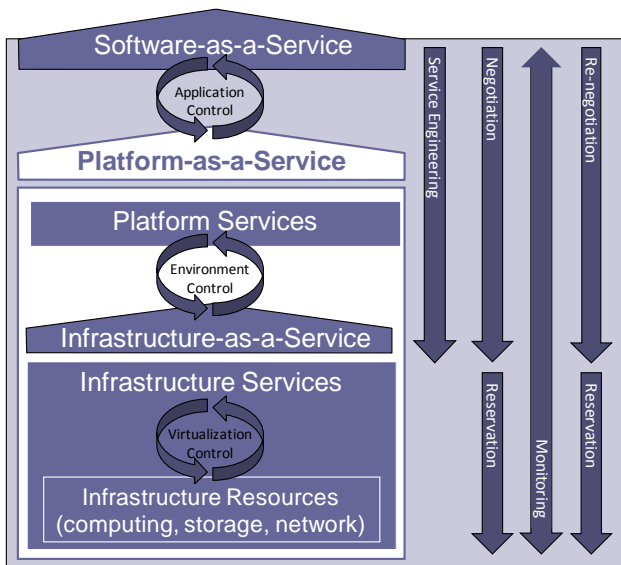 Software-as-a-Service
Application
Control
Platform-as-a-Service
Platform Services
Environment
Control
Infrastructure-as-a-Service
Infrastructure Services
Virtualization
Control
Infrastructure Resources
(computing, storage, network)
Service Engineering
Negotiation
Reservation
Monitoring
Re-negotiation
Reservation